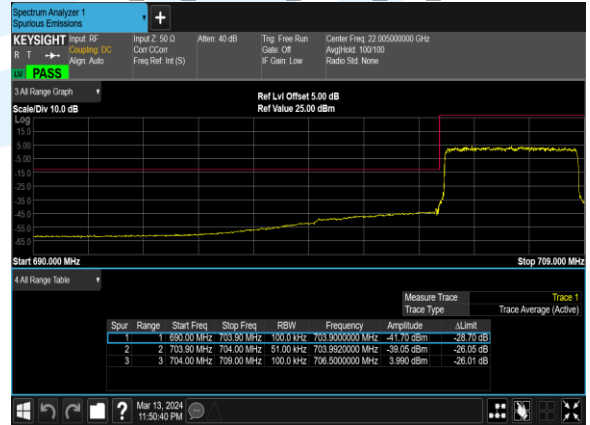 Spectrum Analyzer 1
Spurious Emissions
+
KEYSIGHT Input: RF Input Z: 50 Ω Atten: 40 dB Trig: Free Run Center Freq: 22.005000000 GHz
R T Coupling: DC Corr CCorr Gate: Off Avg|Hold: 100/100
Align: Auto Freq Ref: Int (S) IF Gain: Low Radio Std: None
PASS
3 All Range Graph
Ref Lvl Offset 5.00 dB
Scale/Div 10.0 dB Ref Value 25.00 dBm
Log
15.0
5.00
-5.00
-15.0
-25.0
-35.0
-45.0
-55.0
-65.0
Start 690.000 MHz Stop 709.000 MHz
4 All Range Table
Measure Trace Trace 1
Trace Type Trace Average (Active)
Spur Range Start Freq Stop Freq RBW Frequency Amplitude ΔLimit
1 1 690.00 MHz 703.90 MHz 100.0 kHz 703.9000000 MHz -41.70 dBm -28.70 dB
2 2 703.90 MHz 704.00 MHz 51.00 kHz 703.9920000 MHz -39.05 dBm -26.05 dB
3 3 704.00 MHz 709.00 MHz 100.0 kHz 706.5000000 MHz 3.990 dBm -26.01 dB
? Mar 13, 2024
11:50:40 PM